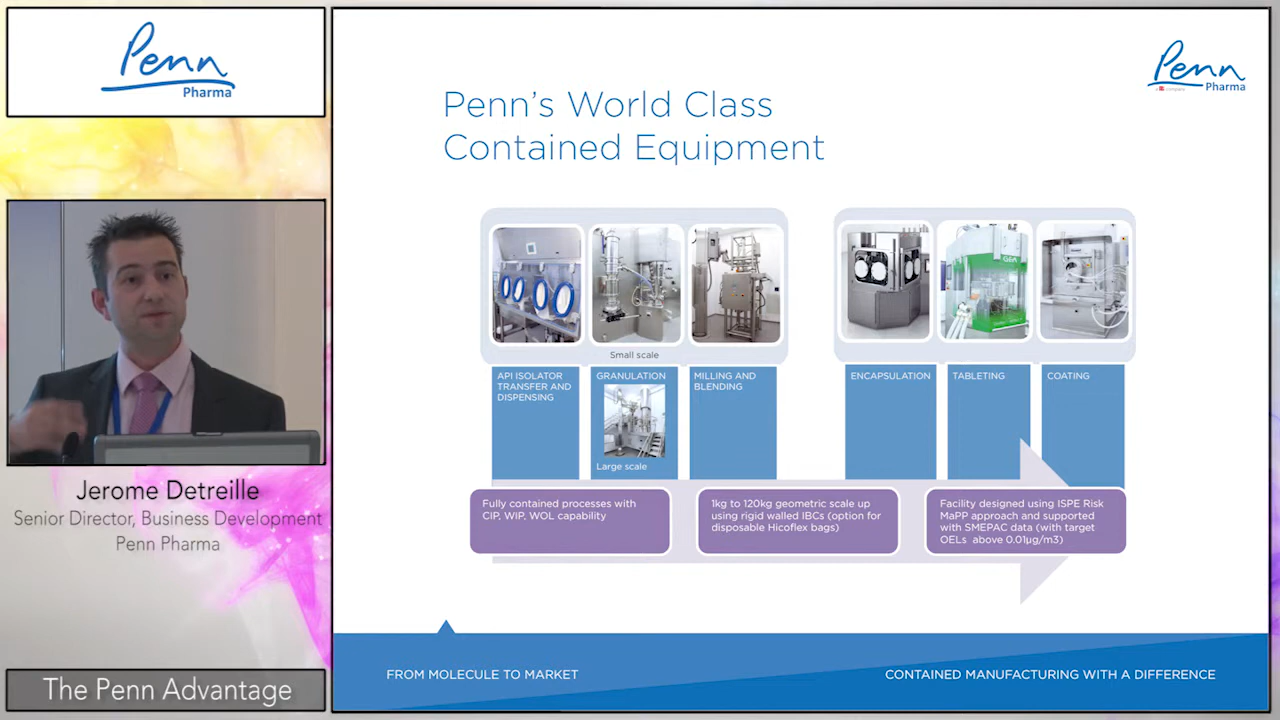 Penn
Pharma
Jerome Detreille
Senior Director, Business Development
Penn Pharma
The Penn Advantage
Penn
Pharma
Penn's World Class
Contained Equipment
Small scale
API ISOLATOR
TRANSFER AND
DISPENSING
GRANULATION
Large scale
MILLING AND
BLENDING
ENCAPSULATION
TABLETING
COATING
Fully contained processes with
CIP, WIP, WOL capability
1kg to 120kg geometric scale up
using rigid walled IBCs (option for
disposable Hicoflex bags)
Facility designed using ISPE Risk
MaPP approach and supported
with SMEPAC data (with target
OELs above 0.01µg/m3)
FROM MOLECULE TO MARKET
CONTAINED MANUFACTURING WITH A DIFFERENCE